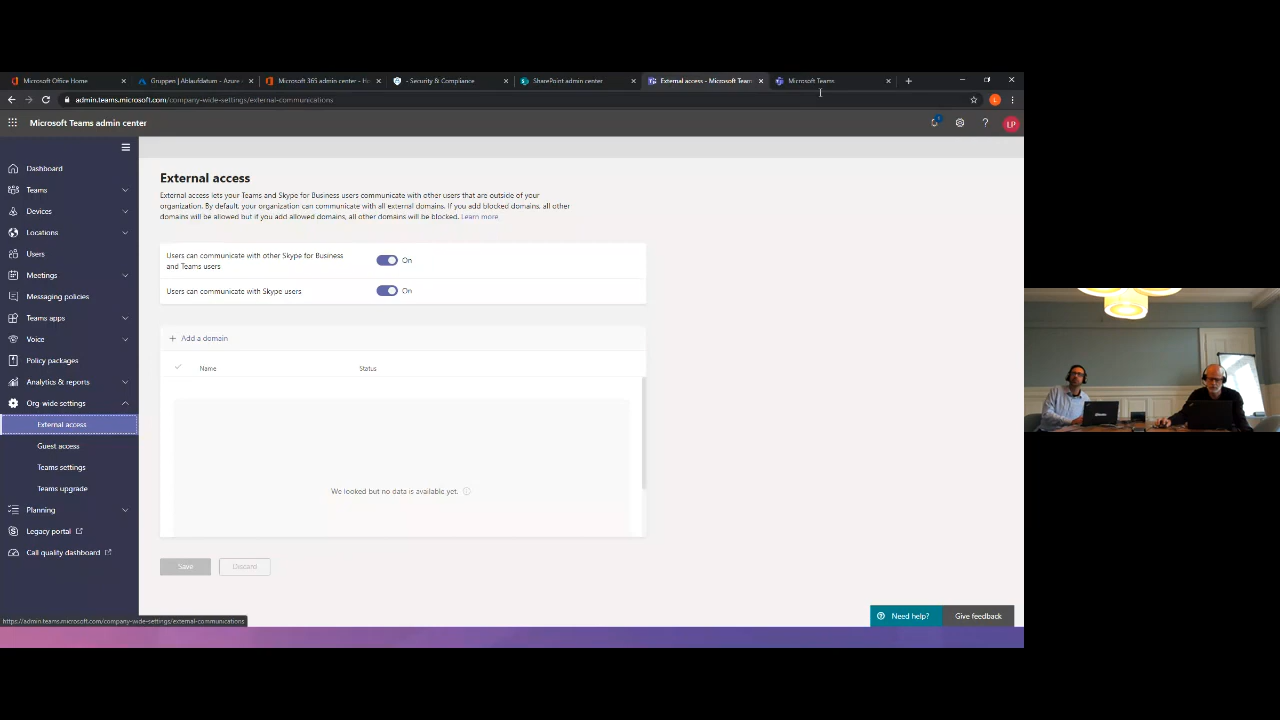 Microsoft Office Home
Gruppen | Ablaufdatum - Azure
Microsoft 365 admin center - H
- Security & Compliance
SharePoint admin center
External access - Microsoft Team
Microsoft Teams
admin.teams.microsoft.com/company-wide-settings/external-communications
Microsoft Teams admin center
LP
Dashboard
Teams
Devices
Locations
Users
Meetings
Messaging policies
Teams apps
Voice
Policy packages
Analytics & reports
Org-wide settings
External access
Guest access
Teams settings
Teams upgrade
Planning
Legacy portal
Call quality dashboard
External access
External access lets your Teams and Skype for Business users communicate with other users that are outside of your
organization. By default, your organization can communicate with all external domains. If you add blocked domains, all other
domains will be allowed but if you add allowed domains, all other domains will be blocked. Learn more
Users can communicate with other Skype for Business
and Teams users
On
Users can communicate with Skype users
On
+ Add a domain
Name
Status
We looked but no data is available yet.
Save
Discard
https://admin.teams.microsoft.com/company-wide-settings/external-communications
Need help?
Give feedback